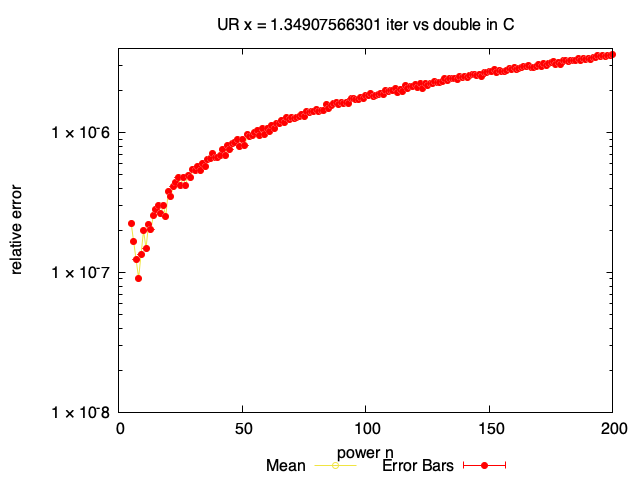 UR x = 1.34907566301 iter vs double in C
relative error
1 × 10^-6
1 × 10^-7
1 × 10^-8
0 50 100 150 200
power n
Mean Error Bars